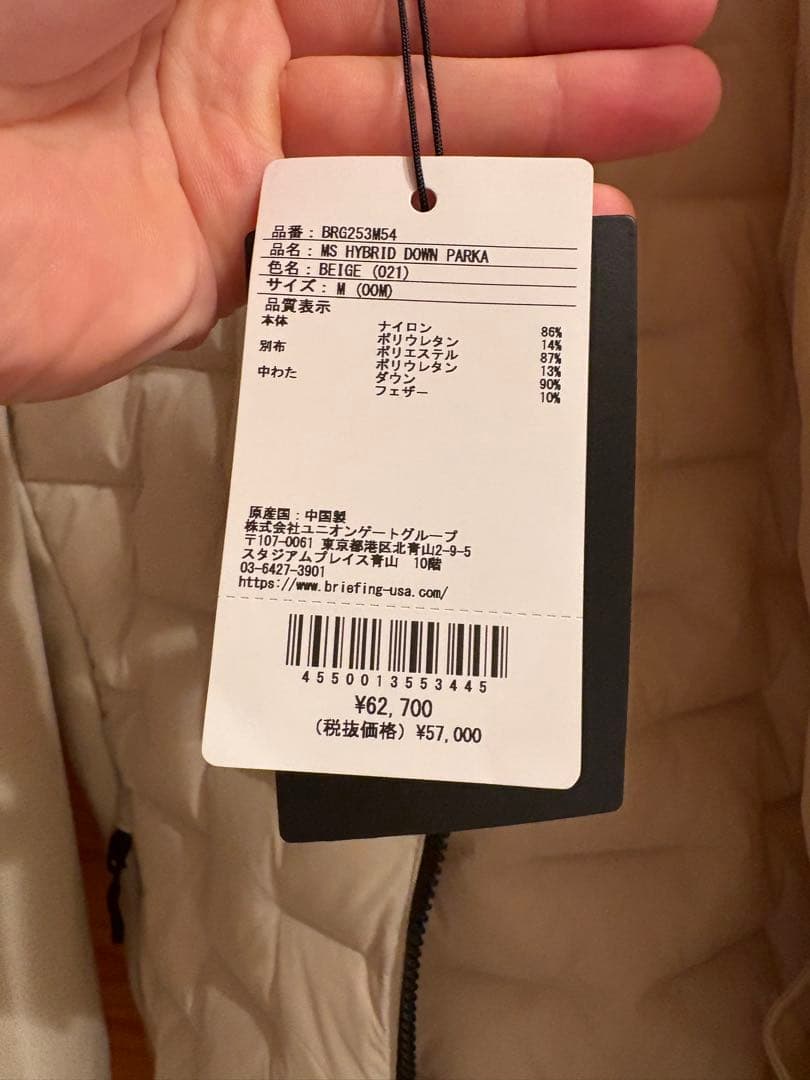 品番：BRG253M54
品名：MS HYBRID DOWN PARKA
色名：BEIGE (021)
サイズ：M (00M)
品質表示
本体 ナイロン 86%
ポリウレタン 14%
別布 ポリエステル 87%
ポリウレタン 13%
中わた ダウン 90%
フェザー 10%
原産国：中国製
株式会社ユニオンゲートグループ
〒107-0061 東京都港区北青山2-9-5
スタジアムプレイス青山 10階
03-6427-3901
https://www.briefing-usa.com/
4550013553445
¥62,700
(税抜価格) ¥57,000